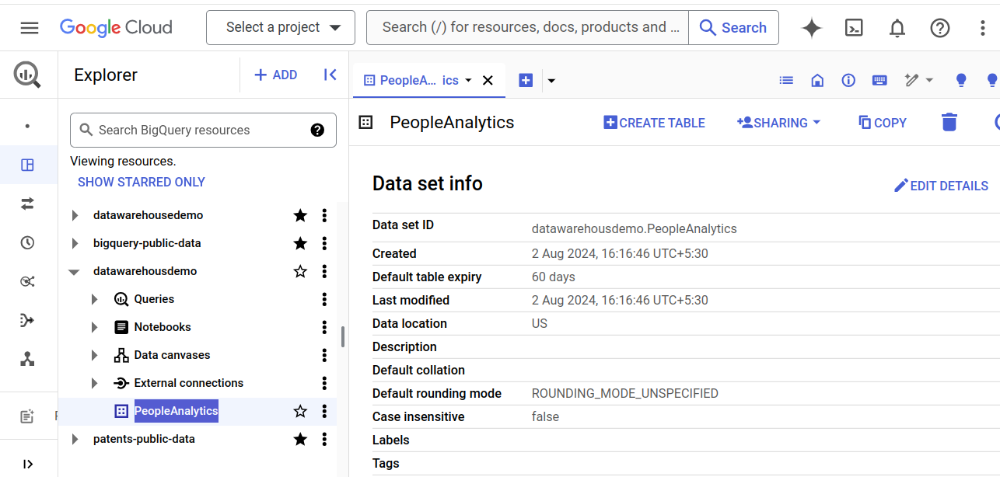 Google Cloud
Select a project
Search (/) for resources, docs, products and ...
Search
Explorer
+ ADD
PeopleA... ics
Search BigQuery resources
Viewing resources.
SHOW STARRED ONLY
datawarehousedemo
bigquery-public-data
datawarehousdemo
Queries
Notebooks
Data canvases
External connections
PeopleAnalytics
patents-public-data
PeopleAnalytics
CREATE TABLE
SHARING
COPY
Data set info
EDIT DETAILS
Data set ID datawarehousdemo.PeopleAnalytics
Created 2 Aug 2024, 16:16:46 UTC+5:30
Default table expiry 60 days
Last modified 2 Aug 2024, 16:16:46 UTC+5:30
Data location US
Description
Default collation
Default rounding mode ROUNDING_MODE_UNSPECIFIED
Case insensitive false
Labels
Tags